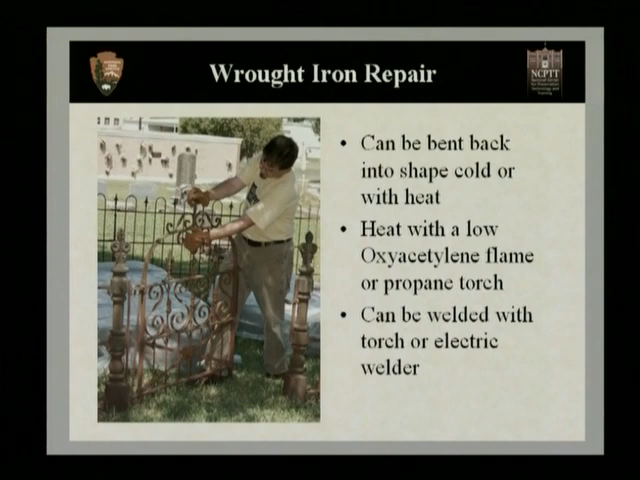 Wrought Iron Repair
NCPTT
• Can be bent back
into shape cold or
with heat
• Heat with a low
Oxyacetylene flame
or propane torch
• Can be welded with
torch or electric
welder